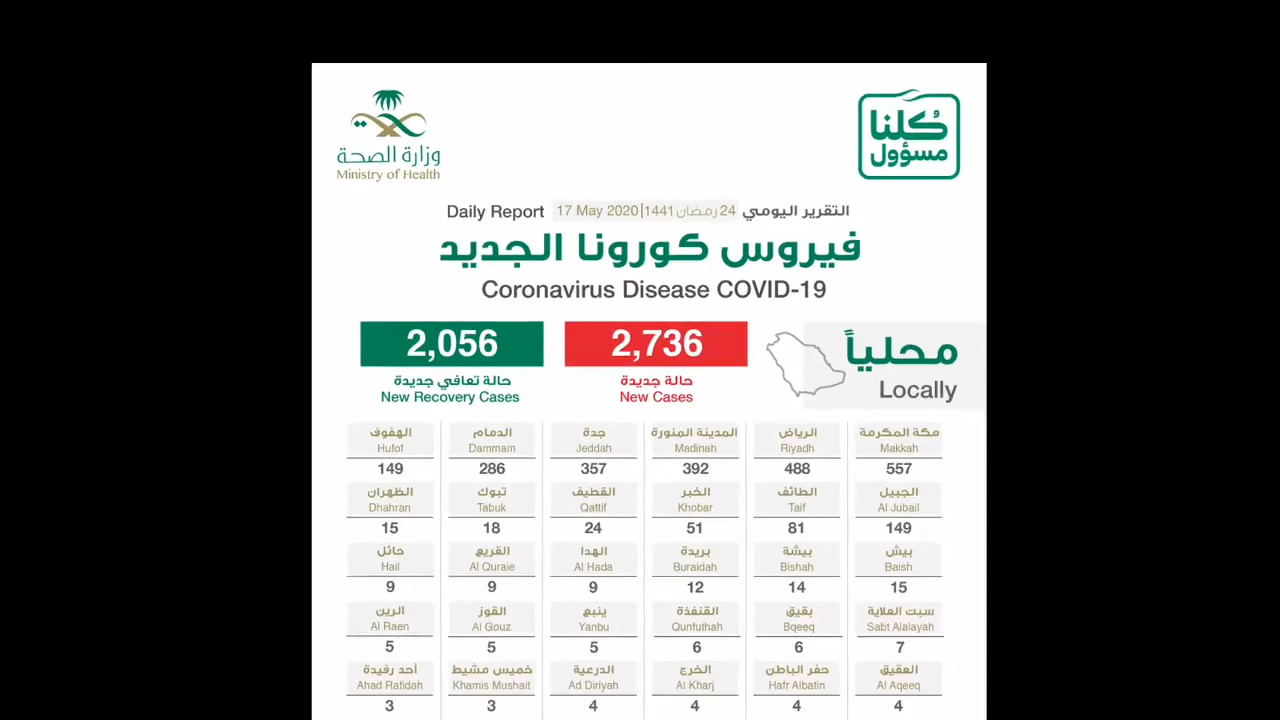 وزارة الصحة
Ministry of Health
كُلنا
مسؤول
Daily Report 17 May 2020|24 رمضان 1441 التقرير اليومي
فيروس كورونا الجديد
Coronavirus Disease COVID-19
2,056
حالة تعافي جديدة
New Recovery Cases
2,736
حالة جديدة
New Cases
محلياً
Locally
الهفوف الدمام جدة المدينة المنورة الرياض مكة المكرمة
Hufof Dammam Jeddah Madinah Riyadh Makkah
149 286 357 392 488 557
الظهران تبوك القطيف الخبر الطائف الجبيل
Dhahran Tabuk Qattif Khobar Taif Al Jubail
15 18 24 51 81 149
حائل القريع الهدا بريدة بيشة بيش
Hail Al Quraie Al Hada Buraidah Bishah Baish
9 9 9 12 14 15
الرين القوز ينبع القنفذة بقيق سبت العلاية
Al Raen Al Gouz Yanbu Qunfuthah Bqeeq Sabt Alalayah
5 5 5 6 6 7
أحد رفيدة خميس مشيط الدرعية الخرج حفر الباطن العقيق
Ahad Rafidah Khamis Mushait Ad Diriyah Al Kharj Hafr Albatin Al Aqeeq
3 3 4 4 4 4